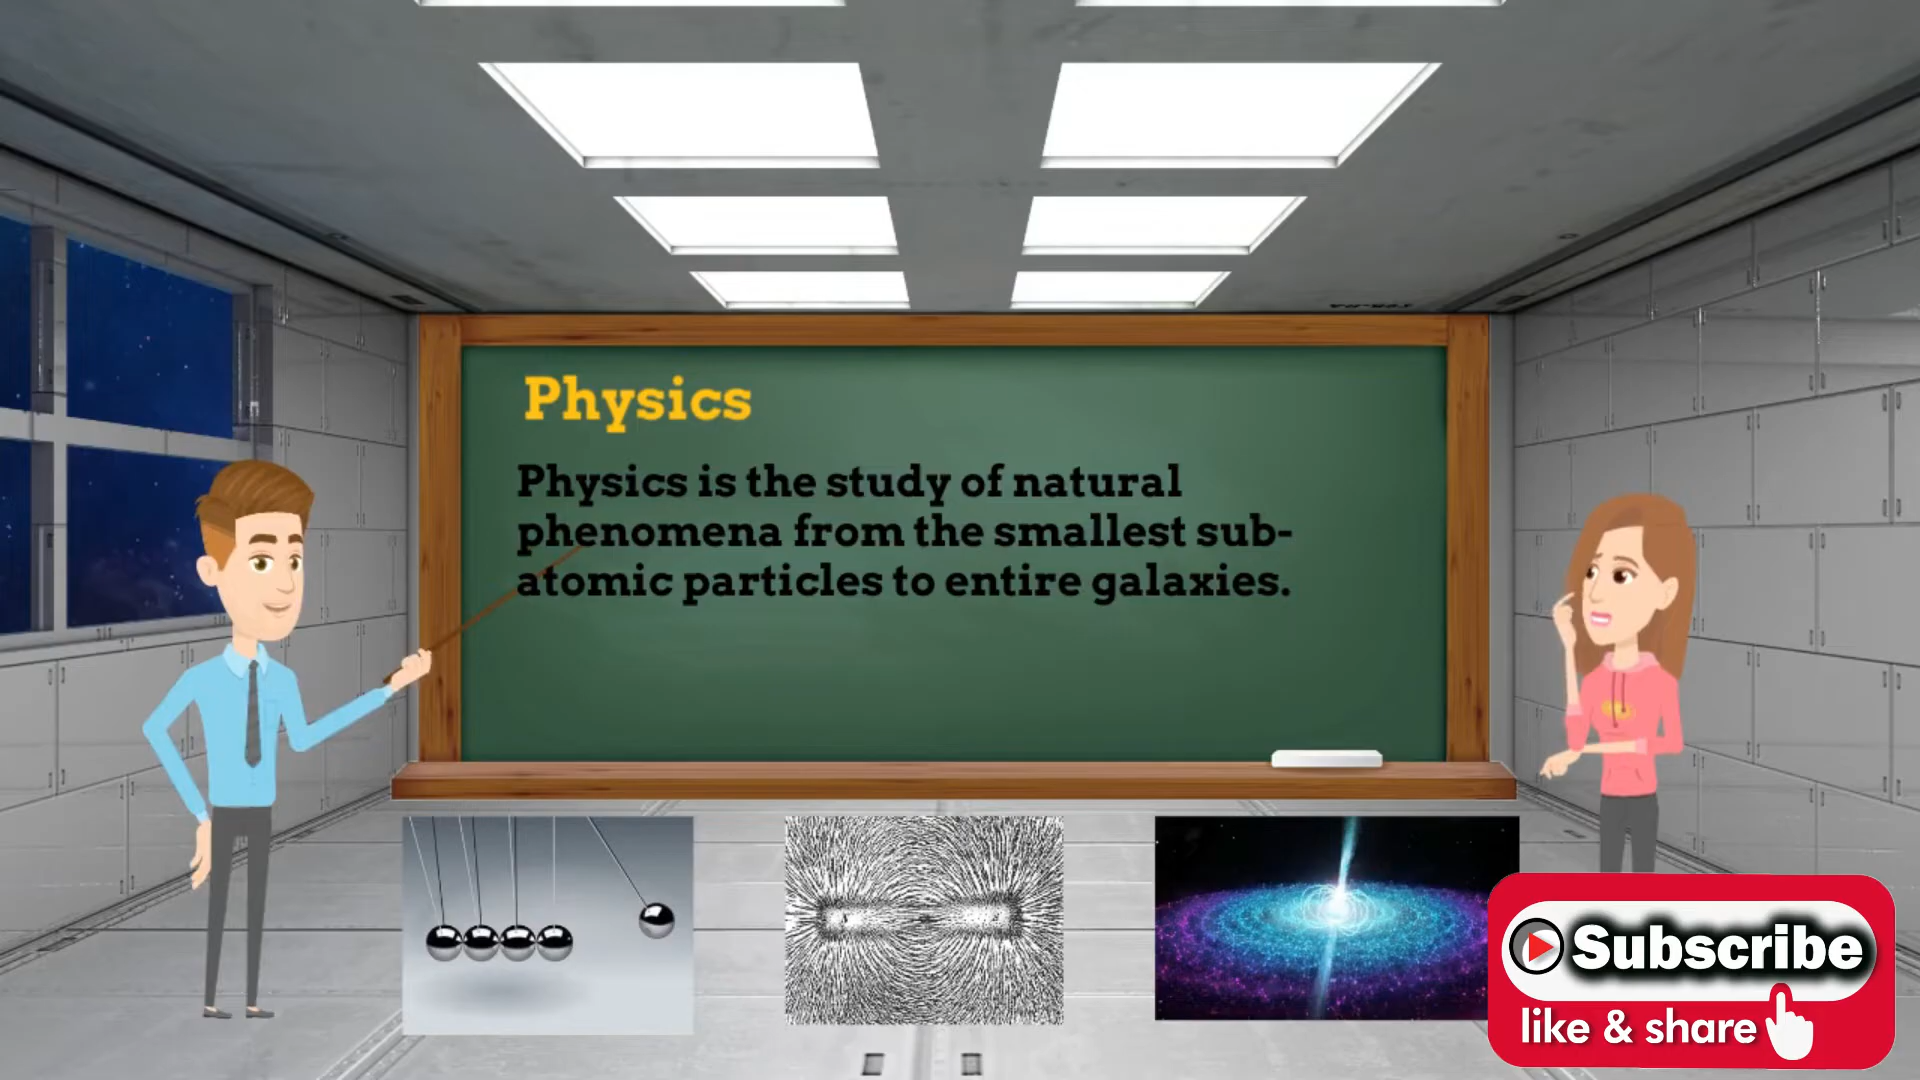 Physics
Physics is the study of natural
phenomena from the smallest sub-
atomic particles to entire galaxies.
Subscribe
like & share